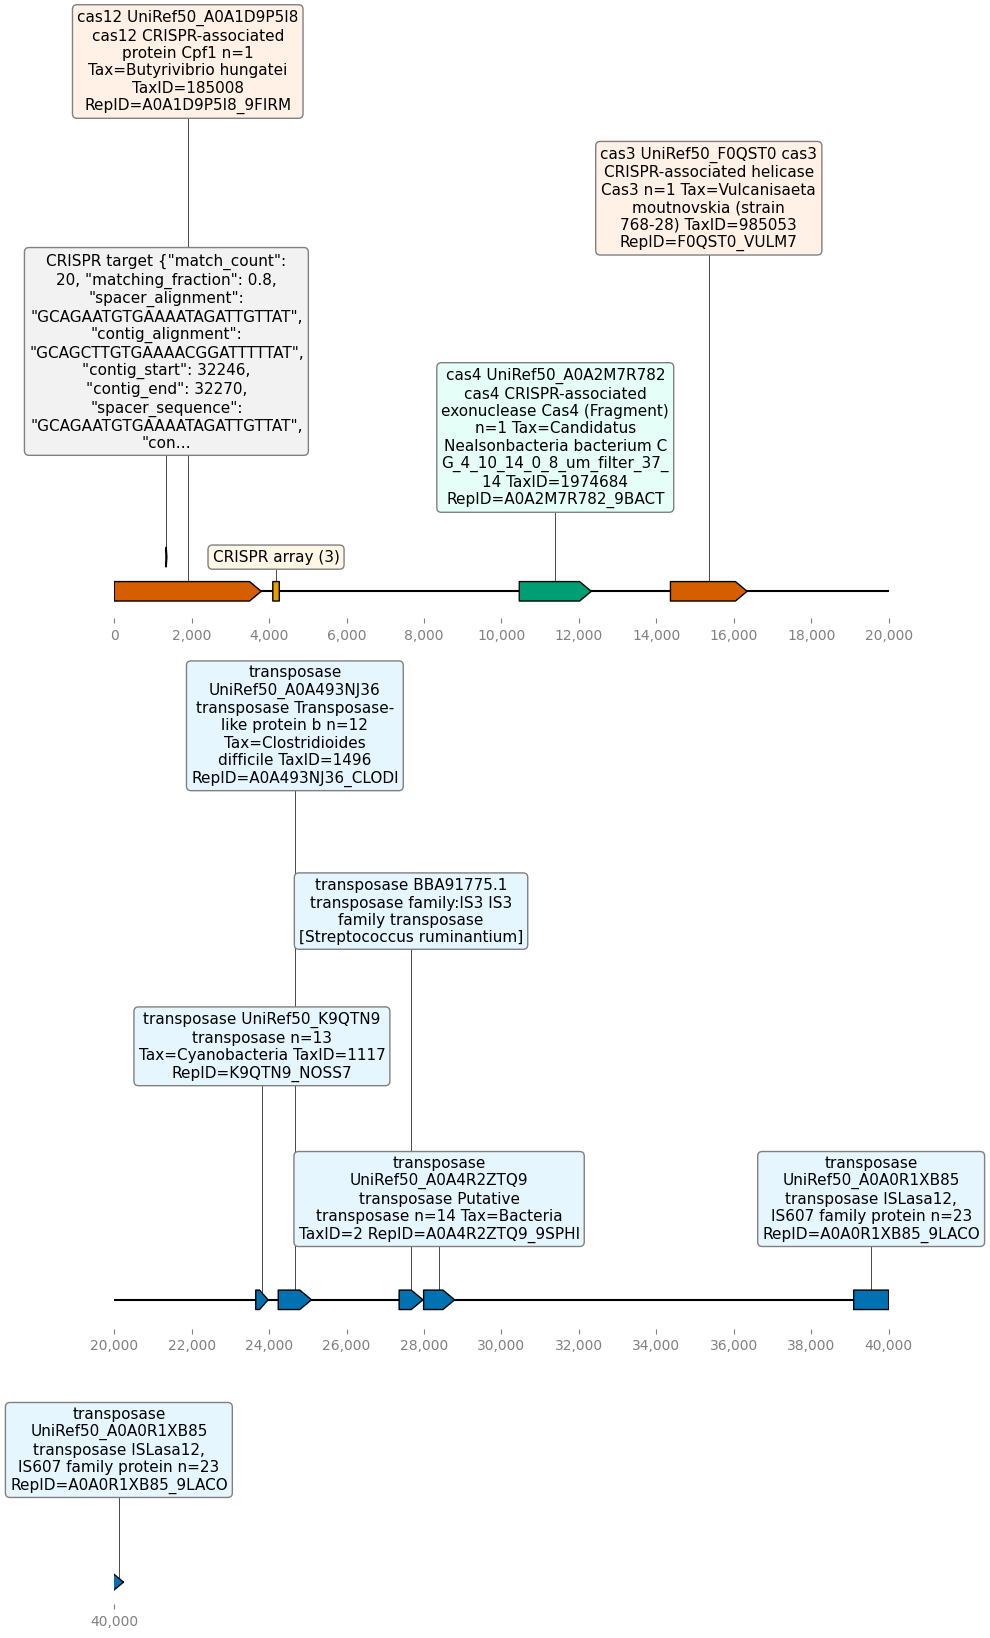 cas12 UniRef50_A0A1D9P5I8
cas12 CRISPR-associated
protein Cpf1 n=1
Tax=Butyrivibrio hungatei
TaxID=185008
RepID=A0A1D9P5I8_9FIRM
cas3 UniRef50_F0QST0 cas3
CRISPR-associated helicase
Cas3 n=1 Tax=Vulcanisaeta
moutnovskia (strain
768-28) TaxID=985053
RepID=F0QST0_VULM7
CRISPR target {"match_count":
20, "matching_fraction": 0.8,
"spacer_alignment":
"GCAGAATGTGAAAATAGATTGTTAT",
"contig_alignment":
"GCAGCTTGTGAAAACGGATTTTTAT",
"contig_start": 32246,
"contig_end": 32270,
"spacer_sequence":
"GCAGAATGTGAAAATAGATTGTTAT",
"con...
cas4 UniRef50_A0A2M7R782
cas4 CRISPR-associated
exonuclease Cas4 (Fragment)
n=1 Tax=Candidatus
Nealsonbacteria bacterium C
G_4_10_14_0_8_um_filter_37_
14 TaxID=1974684
RepID=A0A2M7R782_9BACT
CRISPR array (3)
0 2,000 4,000 6,000 8,000 10,000 12,000 14,000 16,000 18,000 20,000
transposase
UniRef50_A0A493NJ36
transposase Transposase-
like protein b n=12
Tax=Clostridioides
difficile TaxID=1496
RepID=A0A493NJ36_CLODI
transposase BBA91775.1
transposase family:IS3 IS3
family transposase
[Streptococcus ruminantium]
transposase UniRef50_K9QTN9
transposase n=13
Tax=Cyanobacteria TaxID=1117
RepID=K9QTN9_NOSS7
transposase
UniRef50_A0A4R2ZTQ9
transposase Putative
transposase n=14 Tax=Bacteria
TaxID=2 RepID=A0A4R2ZTQ9_9SPHI
transposase
UniRef50_A0A0R1XB85
transposase ISLasa12,
IS607 family protein n=23
RepID=A0A0R1XB85_9LACO
20,000 22,000 24,000 26,000 28,000 30,000 32,000 34,000 36,000 38,000 40,000
transposase
UniRef50_A0A0R1XB85
transposase ISLasa12,
IS607 family protein n=23
RepID=A0A0R1XB85_9LACO
40,000